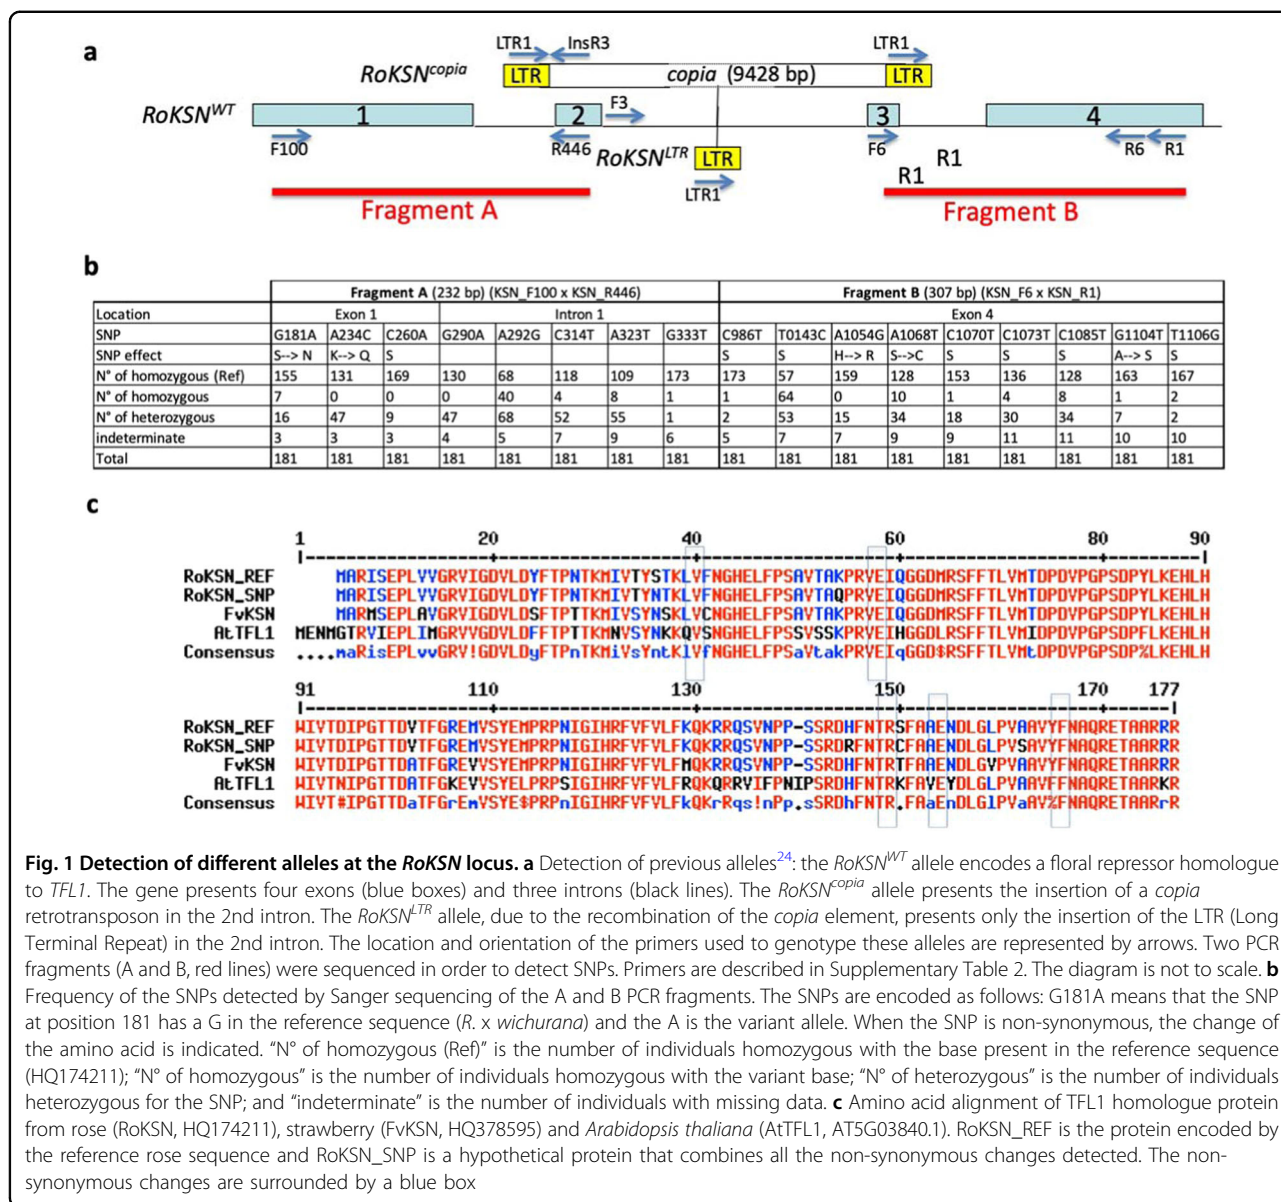 a
LTR1 InsR3 LTR1
RoKSNcopia LTR copia (9428 bp) LTR
RoKSNWT 1 2 F3 3 4
F100 R446 RoKSNLTR LTR F6 R1 R6 R1
LTR1 R1
Fragment A Fragment B
b
Fragment A (232 bp) (KSN_F100 x KSN_R446) Fragment B (307 bp) (KSN_F6 x KSN_R1)
Location Exon 1 Intron 1 Exon 4
SNP G181A A234C C260A G290A A292G C314T A323T G333T C986T T0143C A1054G A1068T C1070T C1073T C1085T G1104T T1106G
SNP effect S--> N K--> Q S S S H--> R S-->C S S S A--> S S
N° of homozygous (Ref) 155 131 169 130 68 118 109 173 173 57 159 128 153 136 128 163 167
N° of homozygous 7 0 0 0 40 4 8 1 1 64 0 10 1 4 8 1 2
N° of heterozygous 16 47 9 47 68 52 55 1 2 53 15 34 18 30 34 7 2
indeterminate 3 3 3 4 5 7 9 6 5 7 7 9 9 11 11 10 10
Total 181 181 181 181 181 181 181 181 181 181 181 181 181 181 181 181 181
c
1 20 40 60 80 90
RoKSN_REF MARISEPLVVGRVIGDVLDYFTPNTKMIVTYSTKLVFNGHELFPSAVTAKPRVEIQGGDMRSFFTLVMTDPDVPGPSDPYLKEHLH
RoKSN_SNP MARISEPLVVGRVIGDVLDYFTPNTKMIVTYNTKLVFNGHELFPSAVTAQPRVEIQGGDMRSFFTLVMTDPDVPGPSDPYLKEHLH
FvKSN MARMSEPLAVGRVIGDVLDSFTPTTKMIVSYNSKLVCNGHELFPSAVTAKPRVEIQGGDMRSFFTLVMTDPDVPGPSDPYLKEHLH
AtTFL1 MENMGTRVIEPLIMGRVVGDVLDFFTPTTKMNVSYNKKQVSNGHELFPSSVSSKPRVEIHGGDLRSFFTLVMIDPDVPGPSDPFLKEHLH
Consensus ....maRisEPLvvGRV!GDVLDyFTPnTKMiVsYntKlVfNGHELFPSaVtakPRVEIqGGD$RSFFTLVMtDPDVPGPSDP%LKEHLH
91 110 130 150 170 177
RoKSN_REF WIVTDIPGTTDVTFGREMVSYEMPRPNIGIHRFVFVLFKQKRRQSVNPP-SSRDHFNTRSFAAENDLGLPVAAVYFNAQRETAARRR
RoKSN_SNP WIVTDIPGTTDVTFGREMVSYEMPRPNIGIHRFVFVLFKQKRRQSVNPP-SSRDRFNTRCFAAENDLGLPVSAVYFNAQRETAARRR
FvKSN WIVTDIPGTTDATFGREVVSYEMPRPNIGIHRFVFVLFMQKRRQSVNPP-SSRDHFNTRTFAAENDLGVPVAAVYFNAQRETAARRR
AtTFL1 WIVTNIPGTTDATFGKEVVSYELPRPSIGIHRFVFVLFRQKQRRVIFPNIPSRDHFNTRKFAVEYDLGLPVAAVFFNAQRETAARKR
Consensus WIVT#IPGTTDaTFGrEmVSYE$PRPnIGIHRFVFVLFkQKrRqs!nPp.sSRDhFNTR.FAaEnDLGlPVaAV%FNAQRETAARrR
Fig. 1 Detection of different alleles at the RoKSN locus. a Detection of previous alleles24: the RoKSNWT allele encodes a floral repressor homologue
to TFL1. The gene presents four exons (blue boxes) and three introns (black lines). The RoKSNcopia allele presents the insertion of a copia
retrotransposon in the 2nd intron. The RoKSNLTR allele, due to the recombination of the copia element, presents only the insertion of the LTR (Long
Terminal Repeat) in the 2nd intron. The location and orientation of the primers used to genotype these alleles are represented by arrows. Two PCR
fragments (A and B, red lines) were sequenced in order to detect SNPs. Primers are described in Supplementary Table 2. The diagram is not to scale. b
Frequency of the SNPs detected by Sanger sequencing of the A and B PCR fragments. The SNPs are encoded as follows: G181A means that the SNP
at position 181 has a G in the reference sequence (R. x wichurana) and the A is the variant allele. When the SNP is non-synonymous, the change of
the amino acid is indicated. “N° of homozygous (Ref)” is the number of individuals homozygous with the base present in the reference sequence
(HQ174211); “N° of homozygous” is the number of individuals homozygous with the variant base; “N° of heterozygous” is the number of individuals
heterozygous for the SNP; and “indeterminate” is the number of individuals with missing data. c Amino acid alignment of TFL1 homologue protein
from rose (RoKSN, HQ174211), strawberry (FvKSN, HQ378595) and Arabidopsis thaliana (AtTFL1, AT5G03840.1). RoKSN_REF is the protein encoded by
the reference rose sequence and RoKSN_SNP is a hypothetical protein that combines all the non-synonymous changes detected. The non-
synonymous changes are surrounded by a blue box